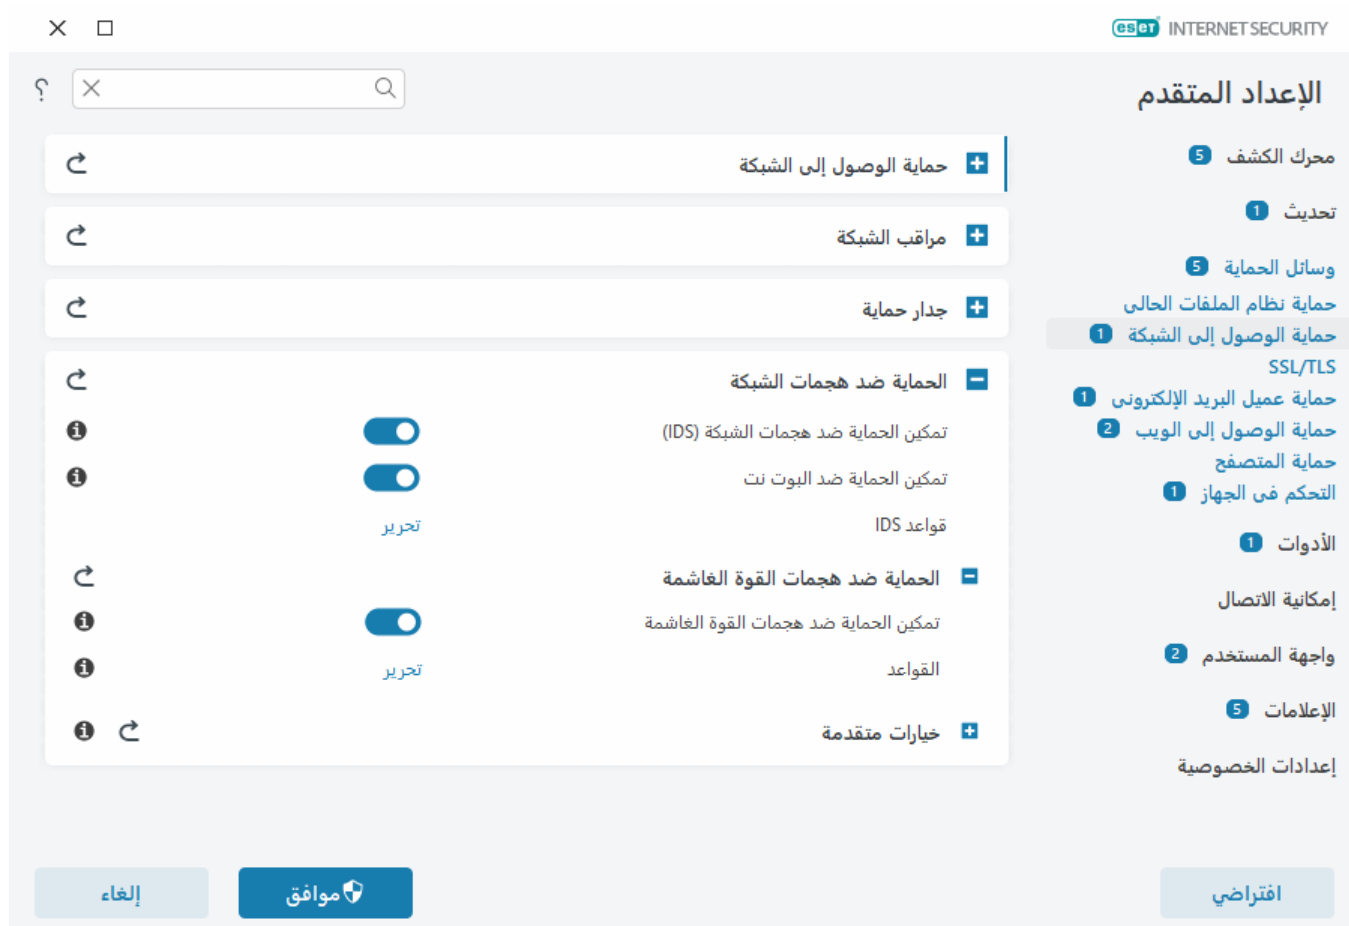 eset INTERNET SECURITY
الإعداد المتقدم
؟
محرك الكشف 5
تحديث 1
وسائل الحماية 5
حماية نظام الملفات الحالي
حماية الوصول إلى الشبكة 1
SSL/TLS
حماية عميل البريد الإلكتروني 1
حماية الوصول إلى الويب 2
حماية المتصفح
التحكم في الجهاز 1
الأدوات 1
إمكانية الاتصال
واجهة المستخدم 2
الإعلامات 5
إعدادات الخصوصية
حماية الوصول إلى الشبكة
مراقب الشبكة
جدار حماية
الحماية ضد هجمات الشبكة
تمكين الحماية ضد هجمات الشبكة (IDS)
تمكين الحماية ضد البوت نت
قواعد IDS تحرير
الحماية ضد هجمات القوة الغاشمة
تمكين الحماية ضد هجمات القوة الغاشمة
القواعد تحرير
خيارات متقدمة
افتراضي موافق إلغاء